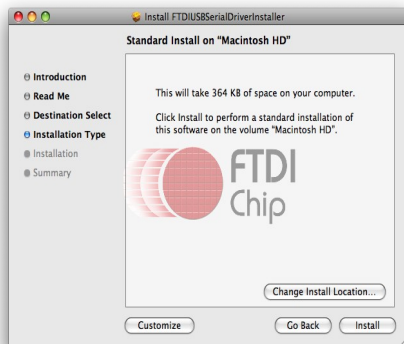 Install FTDIUSBSerialDriverInstaller
Standard Install on "Macintosh HD"
Introduction
Read Me
Destination Select
Installation Type
Installation
Summary
This will take 364 KB of space on your computer.
Click Install to perform a standard installation of
this software on the volume "Macintosh HD".
FTDI
Chip
Change Install Location...
Customize
Go Back
Install